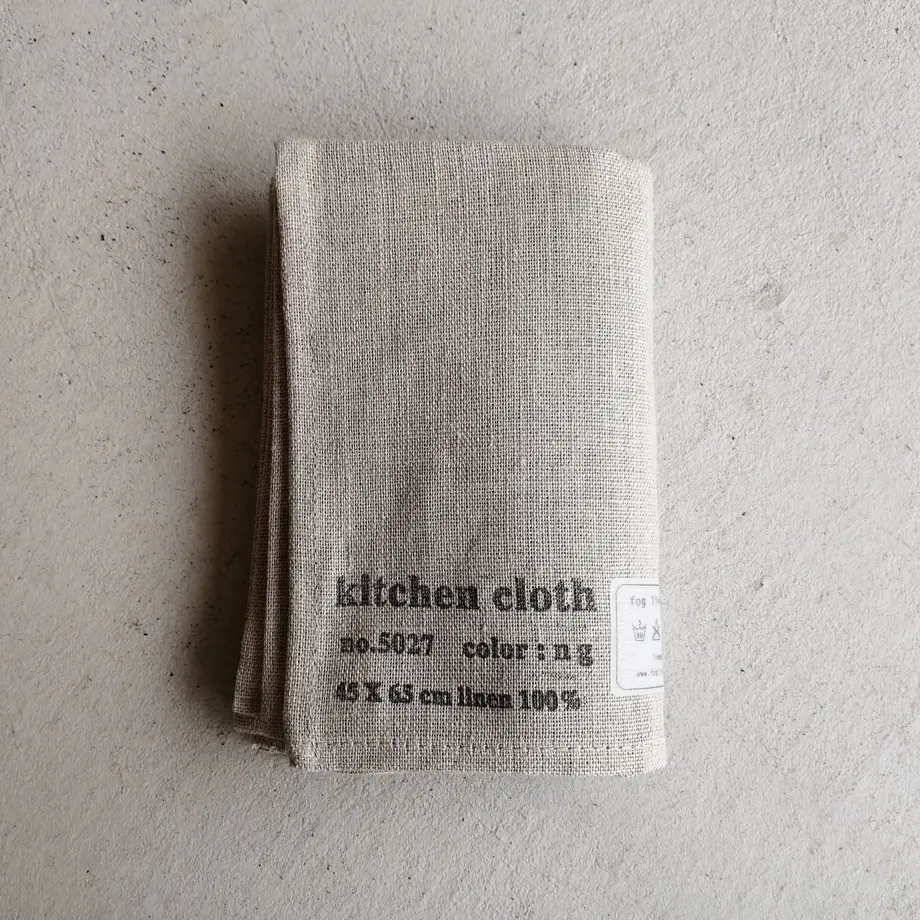 kitchen cloth
no.5027 color : n g
45 X 65 cm linen 100%
fog